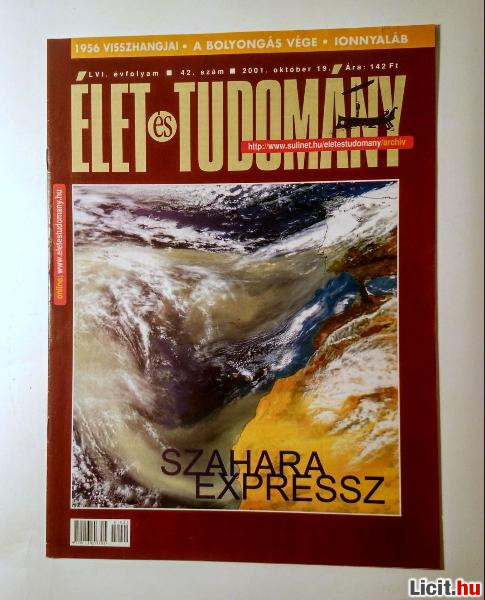 1956 VISSZHANGJAI • A BOLYONGÁS VÉGE • IONNYALÁB
LVI. évfolyam ■ 42. szám ■ 2001. október 19. Ára: 142 Ft
ÉLET és TUDOMÁNY
http://www.sulinet.hu/eletestudomany/archiv
online: www.eletestudomany.hu
SZAHARA
EXPRESSZ
Licit.hu